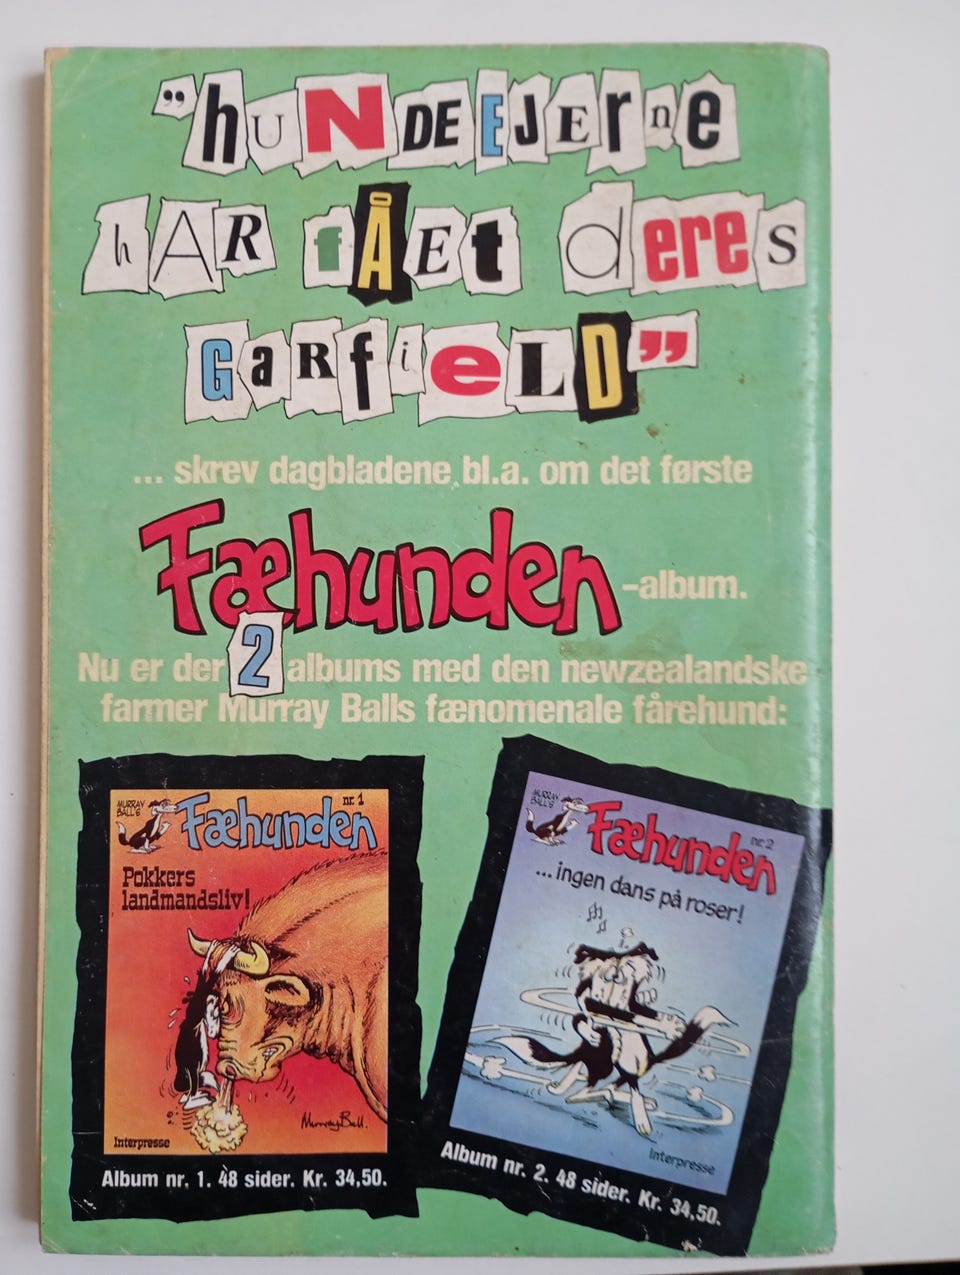 ”hUNDEEJERne
hAR fÅEt deres
GARfieLD”
... skrev dagbladene bl.a. om det første
Fæhunden -album.
Nu er der 2 albums med den newzealandske
farmer Murray Balls fænomenale fårehund:
MURRAY
BALL'S
Fæhunden
nr. 1
Pokkers
landmandsliv!
Murray Ball.
Interpresse
Album nr. 1. 48 sider. Kr. 34,50.
MURRAY
BALL'S
Fæhunden
nr. 2
...ingen dans på roser!
Interpresse
Album nr. 2. 48 sider. Kr. 34,50.